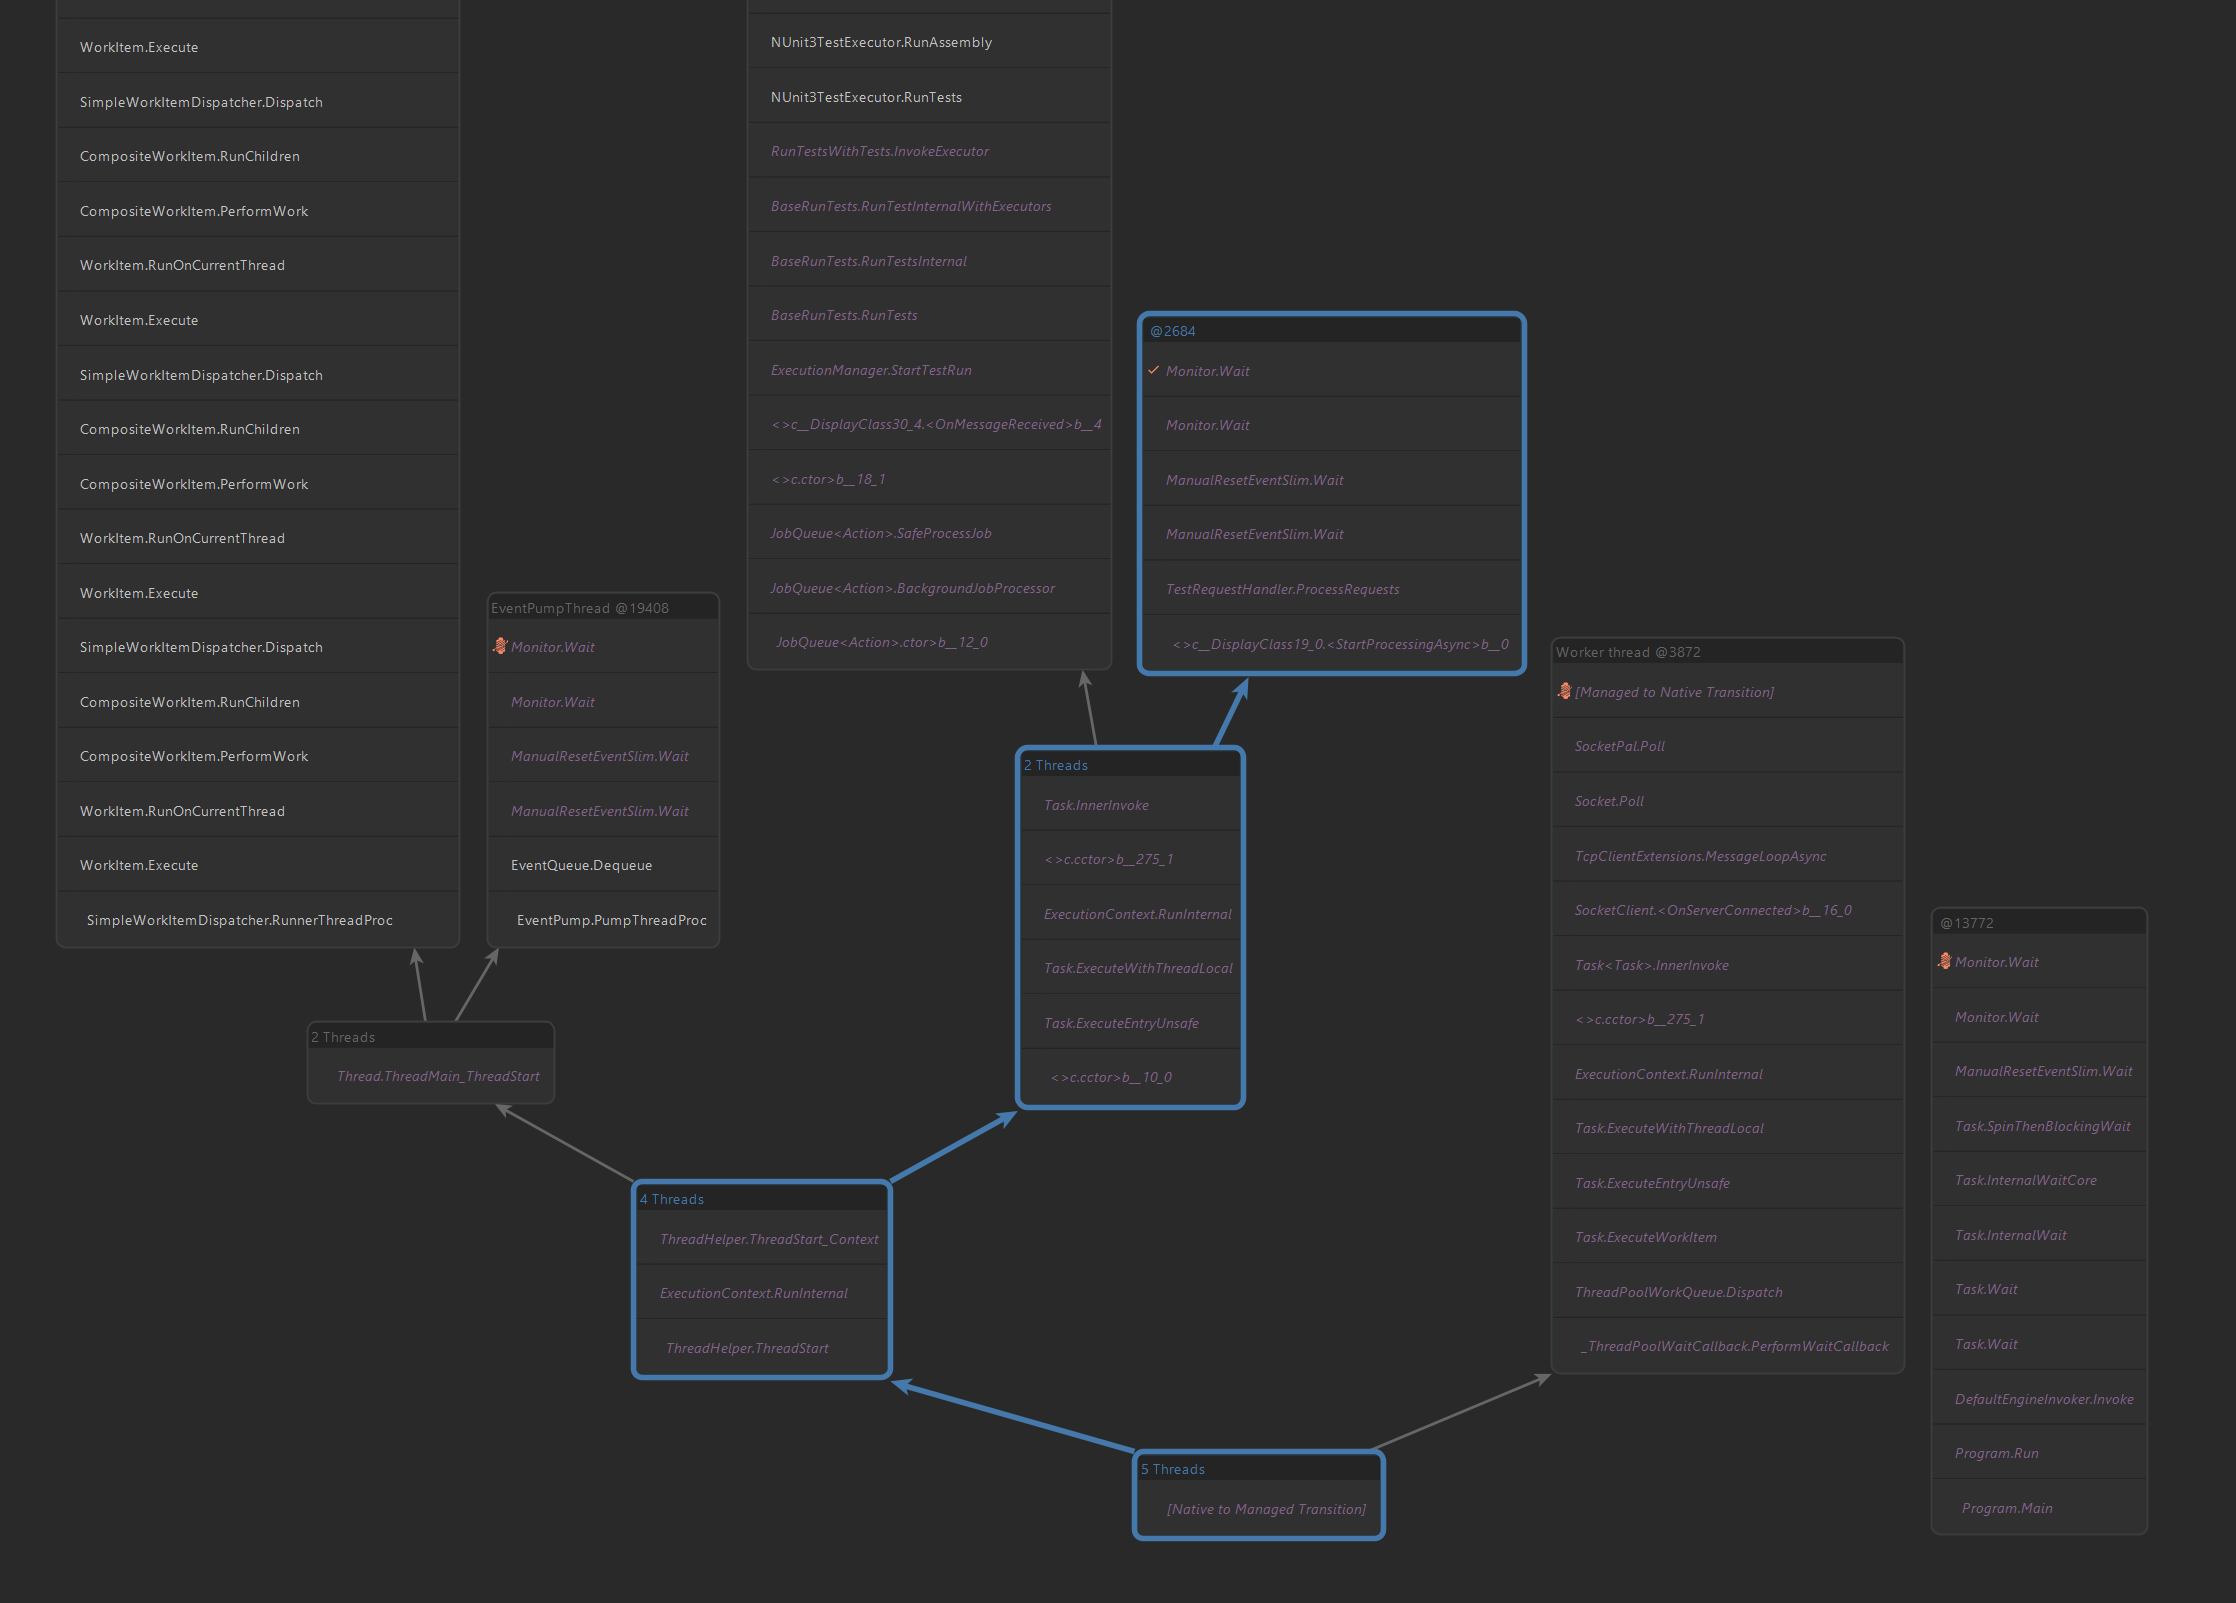 WorkItem.Execute
SimpleWorkItemDispatcher.Dispatch
CompositeWorkItem.RunChildren
CompositeWorkItem.PerformWork
WorkItem.RunOnCurrentThread
WorkItem.Execute
SimpleWorkItemDispatcher.Dispatch
CompositeWorkItem.RunChildren
CompositeWorkItem.PerformWork
WorkItem.RunOnCurrentThread
WorkItem.Execute
SimpleWorkItemDispatcher.Dispatch
CompositeWorkItem.RunChildren
CompositeWorkItem.PerformWork
WorkItem.RunOnCurrentThread
WorkItem.Execute
SimpleWorkItemDispatcher.RunnerThreadProc
EventPumpThread @19408
Monitor.Wait
Monitor.Wait
ManualResetEventSlim.Wait
ManualResetEventSlim.Wait
EventQueue.Dequeue
EventPump.PumpThreadProc
2 Threads
Thread.ThreadMain_ThreadStart
NUnit3TestExecutor.RunAssembly
NUnit3TestExecutor.RunTests
RunTestsWithTests.InvokeExecutor
BaseRunTests.RunTestInternalWithExecutors
BaseRunTests.RunTestsInternal
BaseRunTests.RunTests
ExecutionManager.StartTestRun
<>c__DisplayClass30_4.<OnMessageReceived>b__4
<>c.ctor>b__18_1
JobQueue<Action>.SafeProcessJob
JobQueue<Action>.BackgroundJobProcessor
JobQueue<Action>.ctor>b__12_0
@2684
Monitor.Wait
Monitor.Wait
ManualResetEventSlim.Wait
ManualResetEventSlim.Wait
TestRequestHandler.ProcessRequests
<>c__DisplayClass19_0.<StartProcessingAsync>b__0
2 Threads
Task.InnerInvoke
<>c.cctor>b__275_1
ExecutionContext.RunInternal
Task.ExecuteWithThreadLocal
Task.ExecuteEntryUnsafe
<>c.cctor>b__10_0
4 Threads
ThreadHelper.ThreadStart_Context
ExecutionContext.RunInternal
ThreadHelper.ThreadStart
5 Threads
[Native to Managed Transition]
Worker thread @3872
[Managed to Native Transition]
SocketPal.Poll
Socket.Poll
TcpClientExtensions.MessageLoopAsync
SocketClient.<OnServerConnected>b__16_0
Task<Task>.InnerInvoke
<>c.cctor>b__275_1
ExecutionContext.RunInternal
Task.ExecuteWithThreadLocal
Task.ExecuteEntryUnsafe
Task.ExecuteWorkItem
ThreadPoolWorkQueue.Dispatch
_ThreadPoolWaitCallback.PerformWaitCallback
@13772
Monitor.Wait
Monitor.Wait
ManualResetEventSlim.Wait
Task.SpinThenBlockingWait
Task.InternalWaitCore
Task.InternalWait
Task.Wait
Task.Wait
DefaultEngineInvoker.Invoke
Program.Run
Program.Main